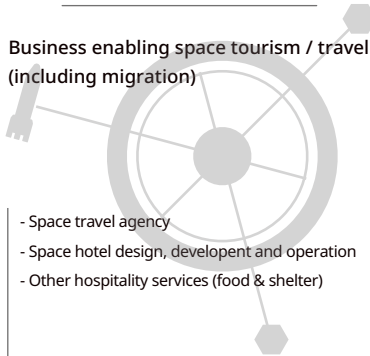 Business enabling space tourism / travel
(including migration)
- Space travel agency
- Space hotel design, developent and operation
- Other hospitality services (food & shelter)